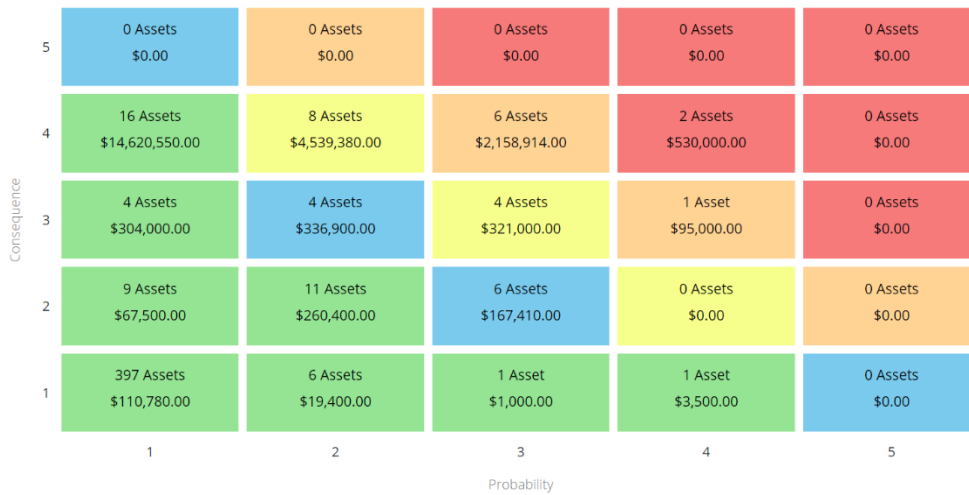 0 Assets
$0.00
0 Assets
$0.00
0 Assets
$0.00
0 Assets
$0.00
0 Assets
$0.00
5
16 Assets
$14,620,550.00
8 Assets
$4,539,380.00
6 Assets
$2,158,914.00
2 Assets
$530,000.00
0 Assets
$0.00
4
4 Assets
$304,000.00
4 Assets
$336,900.00
4 Assets
$321,000.00
1 Asset
$95,000.00
0 Assets
$0.00
3
9 Assets
$67,500.00
11 Assets
$260,400.00
6 Assets
$167,410.00
0 Assets
$0.00
0 Assets
$0.00
2
397 Assets
$110,780.00
6 Assets
$19,400.00
1 Asset
$1,000.00
1 Asset
$3,500.00
0 Assets
$0.00
1
Consequence
1
2
3
4
5
Probability